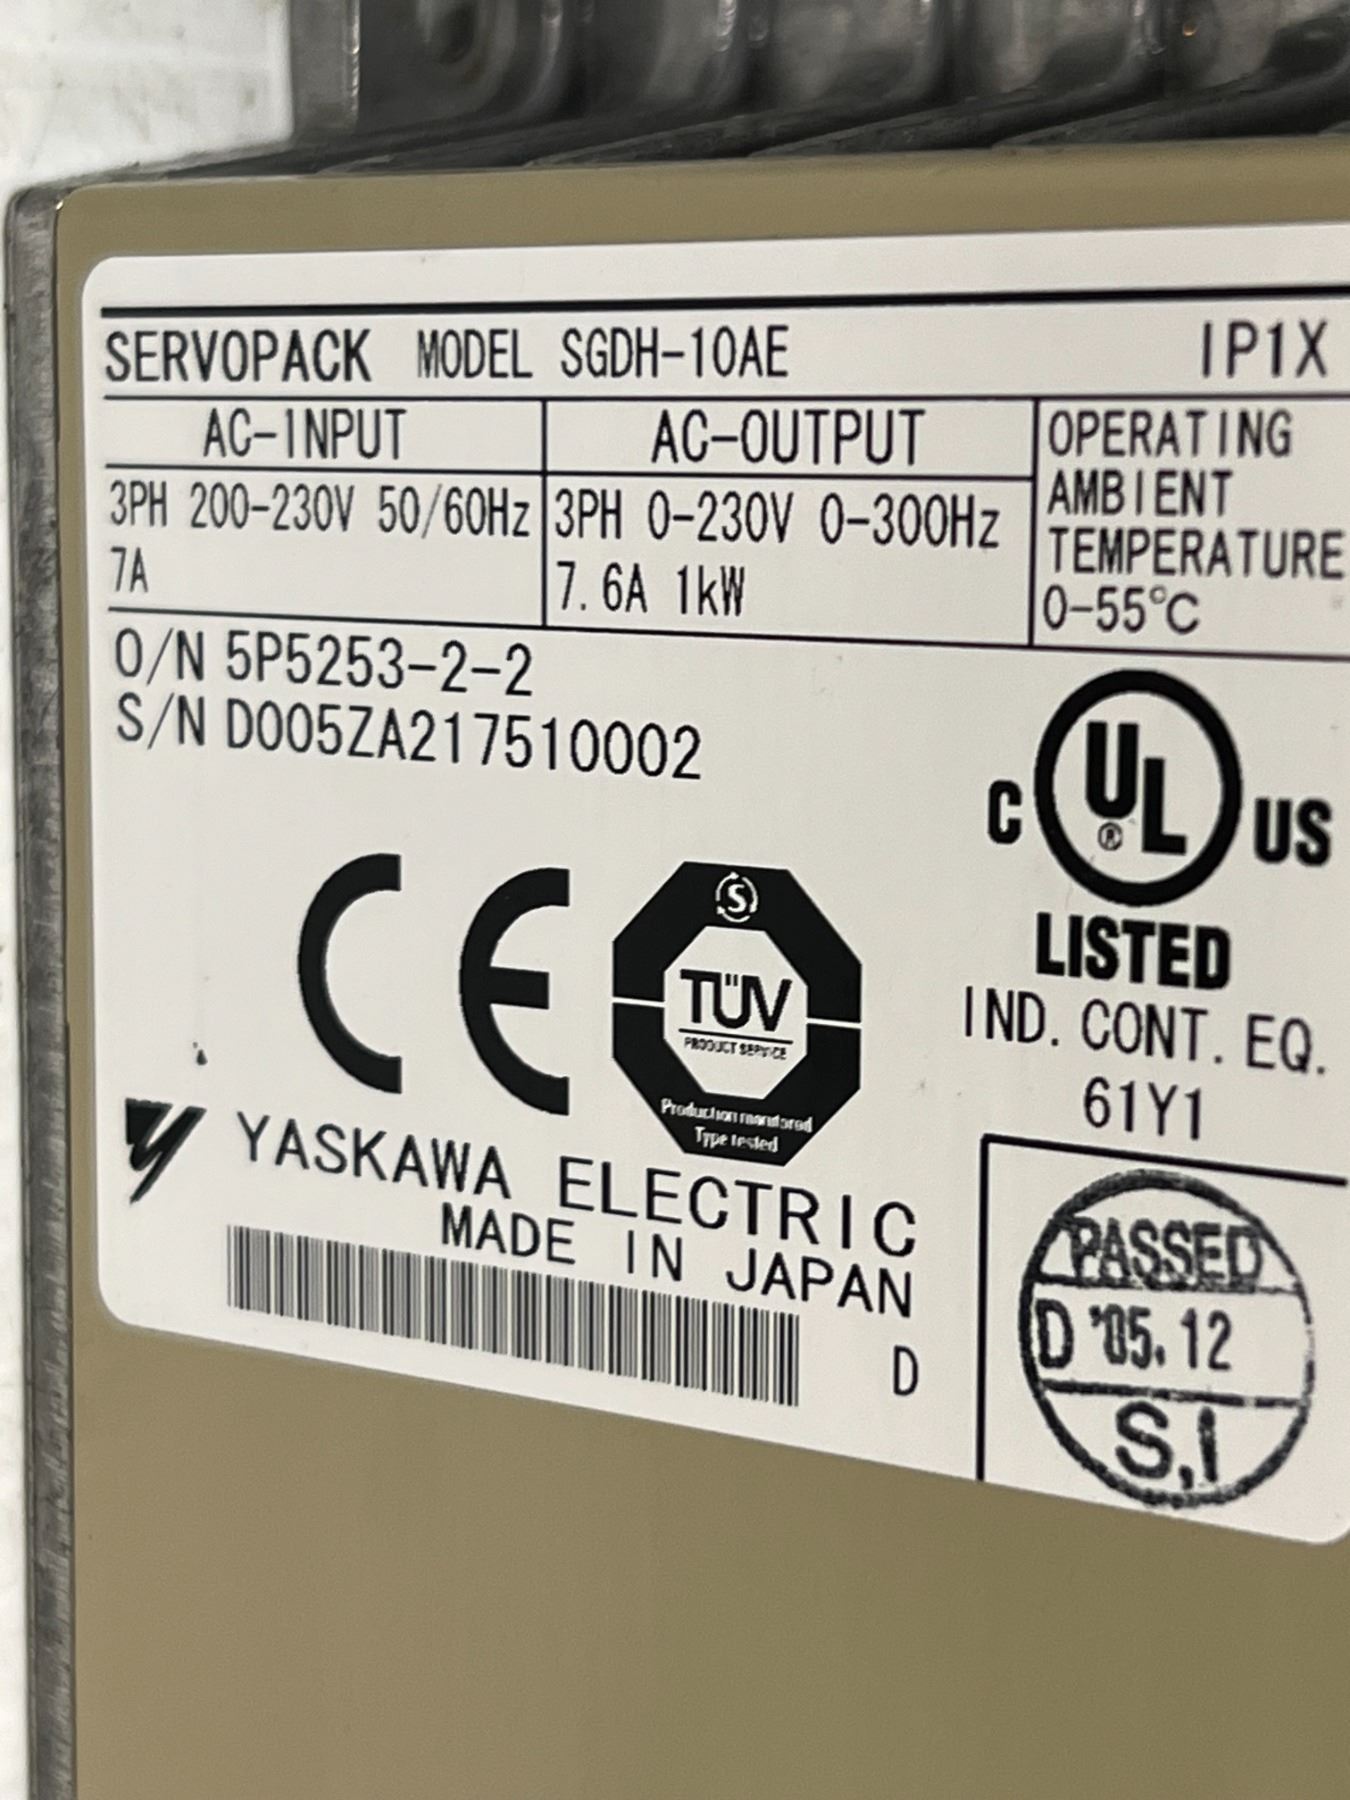 SERVOPACK MODEL SGDH-10AE IP1X
AC-INPUT AC-OUTPUT OPERATING
AMBIENT
TEMPERATURE
0-55°C
3PH 200-230V 50/60Hz
7A
3PH 0-230V 0-300Hz
7.6A 1kW
O/N 5P5253-2-2
S/N D005ZA217510002
C UL® US
LISTED
IND. CONT. EQ.
61Y1
CE
S
TÜV
PRODUCT SERVICE
Production monitored
Type tested
YASKAWA ELECTRIC
MADE IN JAPAN
D
PASSED
D '05.12
S,I